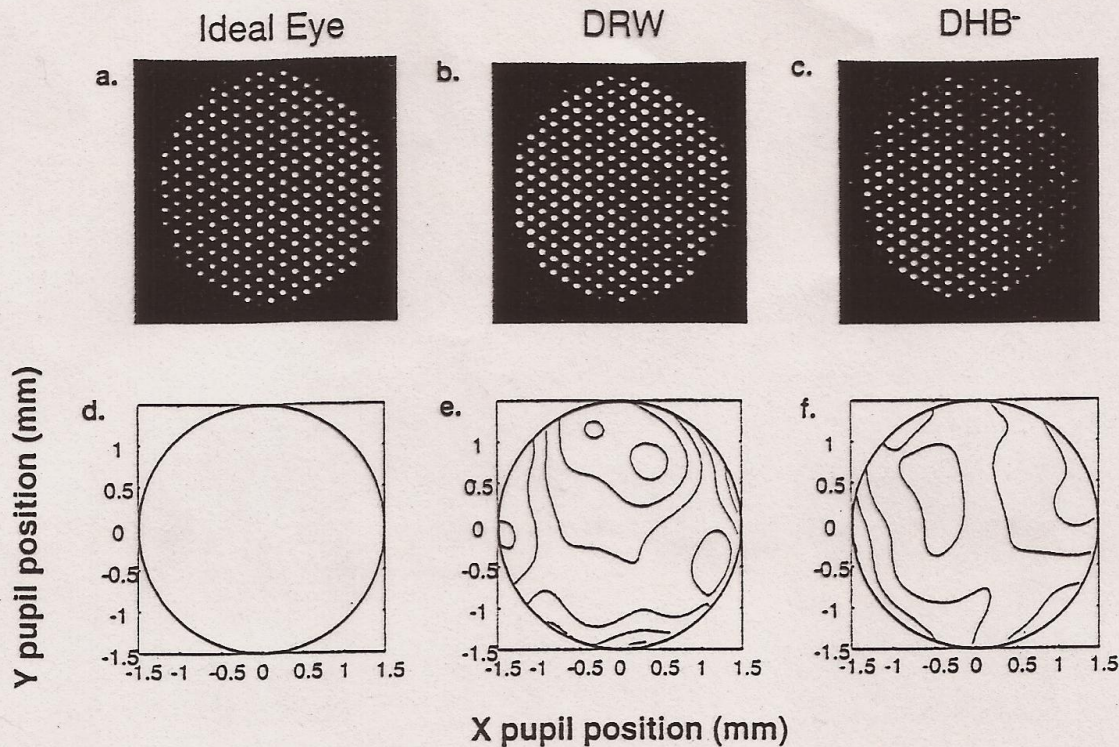 Ideal Eye DRW DHB-
a. b. c.
d. e. f.
1 1 1
0.5 0.5 0.5
0 0 0
-0.5 -0.5 -0.5
-1 -1 -1
-1.5 -1.5 -1.5
-1.5 -1 -0.5 0 0.5 1 1.5 -1.5 -1 -0.5 0 0.5 1 1.5 -1.5 -1 -0.5 0 0.5 1 1.5
Y pupil position (mm)
X pupil position (mm)